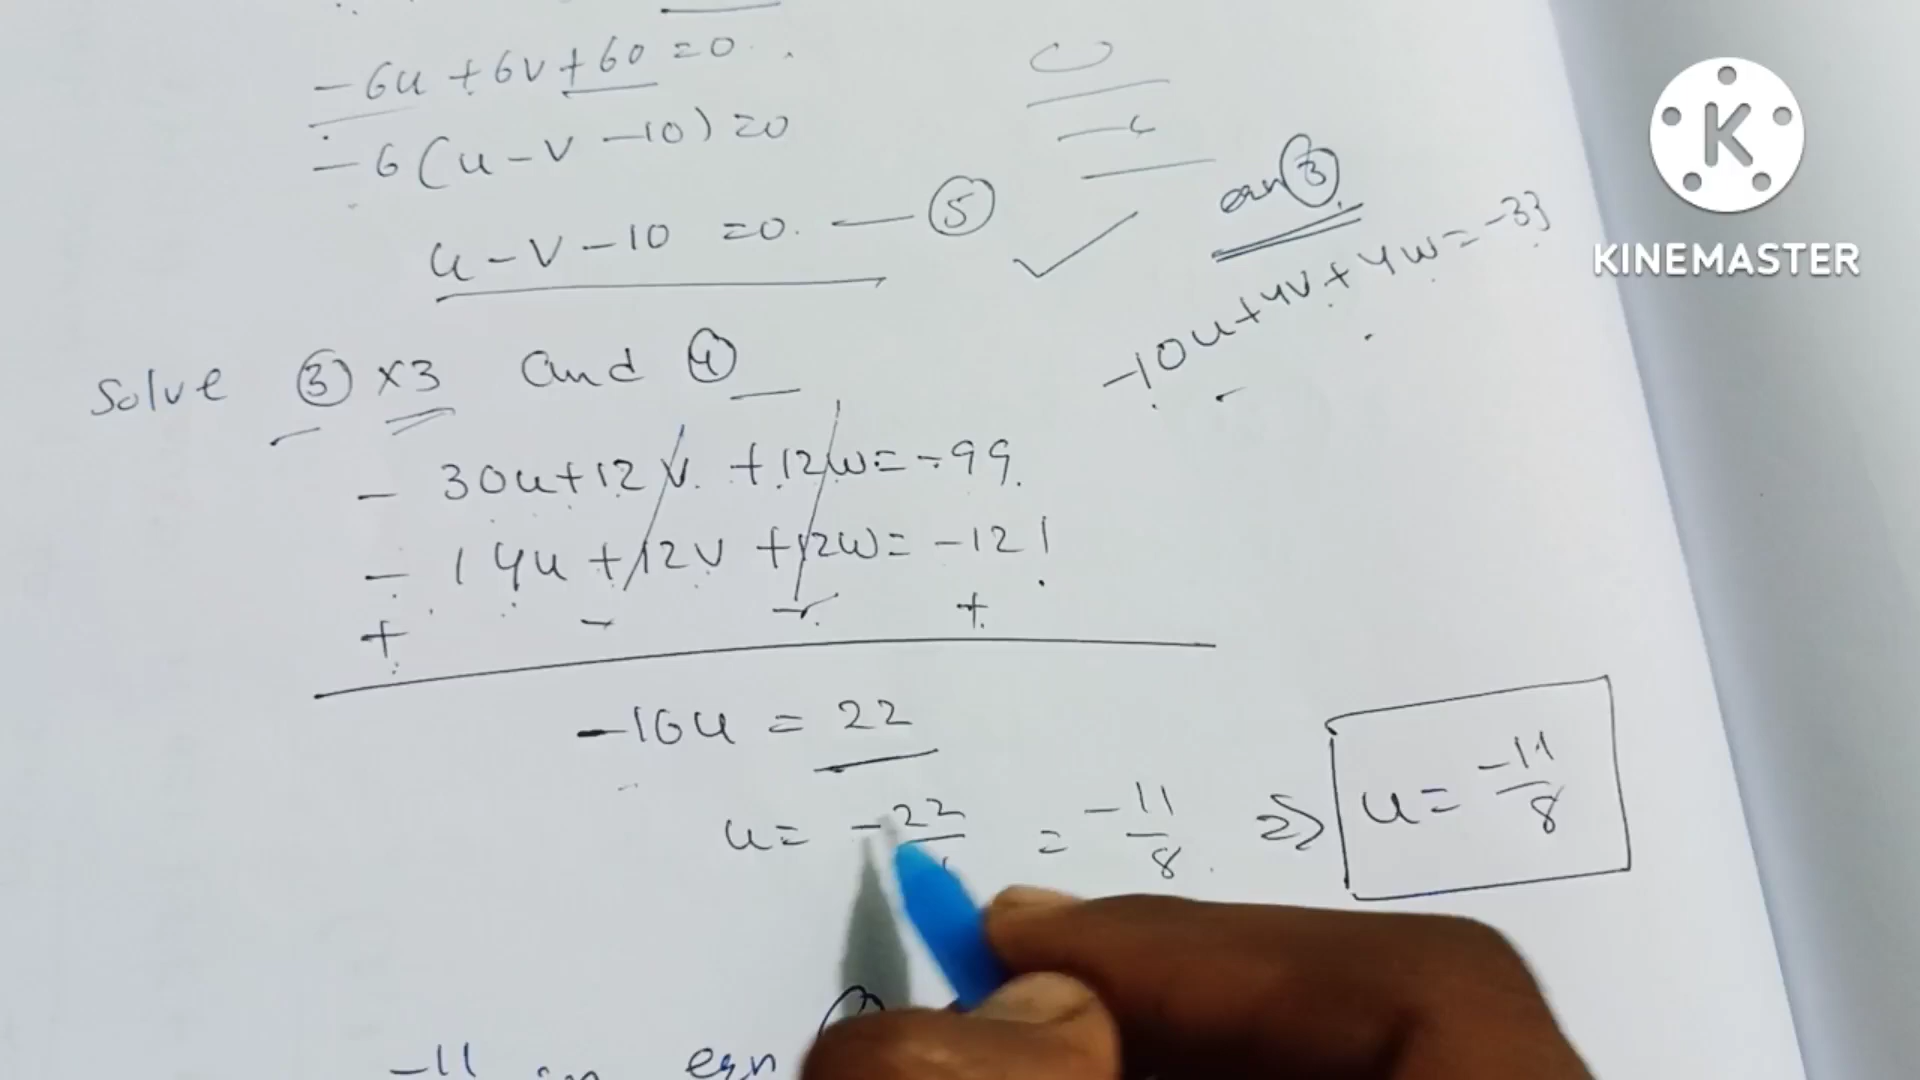 -6u+6v+60=0.
-6(u-v-10)=0
u-v-10=0. — ⑤
eqn ③
-10u+4v+4w=-33
Solve ③ ×3 and ④
-30u+12v+12w=-99.
-14u+12v+12w=-121
+ - - +
-16u = 22
u= -22 = -11/8 ⇒ u= -11/8
-11 in eqn
K
KINEMASTER